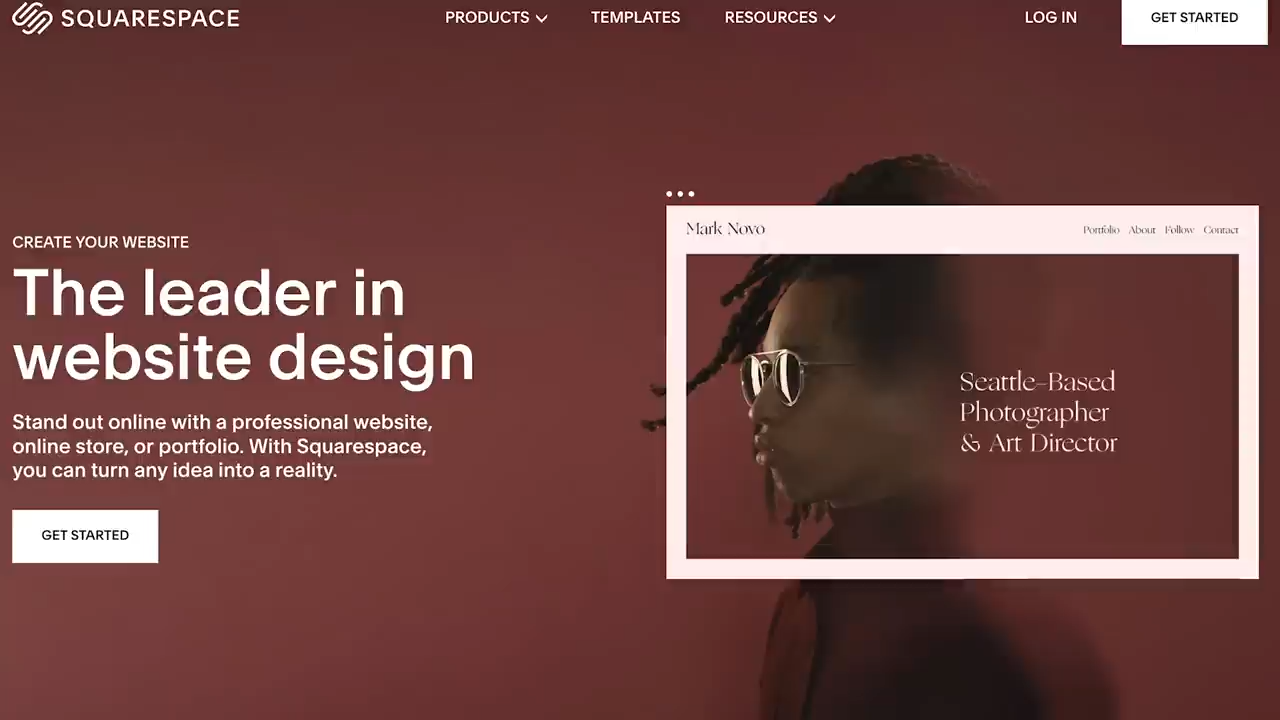 SQUARESPACE
PRODUCTS
TEMPLATES
RESOURCES
LOG IN
GET STARTED
CREATE YOUR WEBSITE
The leader in
website design
Stand out online with a professional website,
online store, or portfolio. With Squarespace,
you can turn any idea into a reality.
GET STARTED
Mark Novo
Portfolio About Follow Contact
Seattle-Based
Photographer
& Art Director